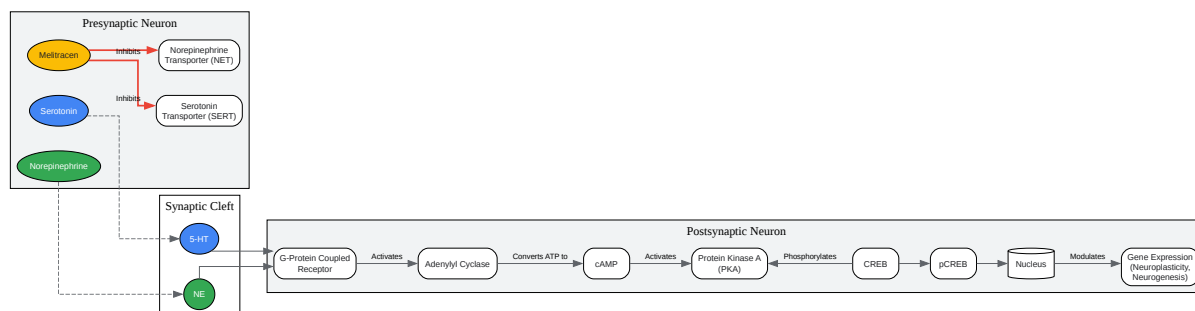 Presynaptic Neuron
Melitracen
Inhibits
Norepinephrine
Transporter (NET)
Inhibits
Serotonin
Serotonin
Transporter (SERT)
Norepinephrine
Synaptic Cleft
5-HT
NE
Postsynaptic Neuron
G-Protein Coupled
Receptor
Activates
Adenylyl Cyclase
Converts ATP to
cAMP
Activates
Protein Kinase A
(PKA)
Phosphorylates
CREB
pCREB
Nucleus
Modulates
Gene Expression
(Neuroplasticity,
Neurogenesis)